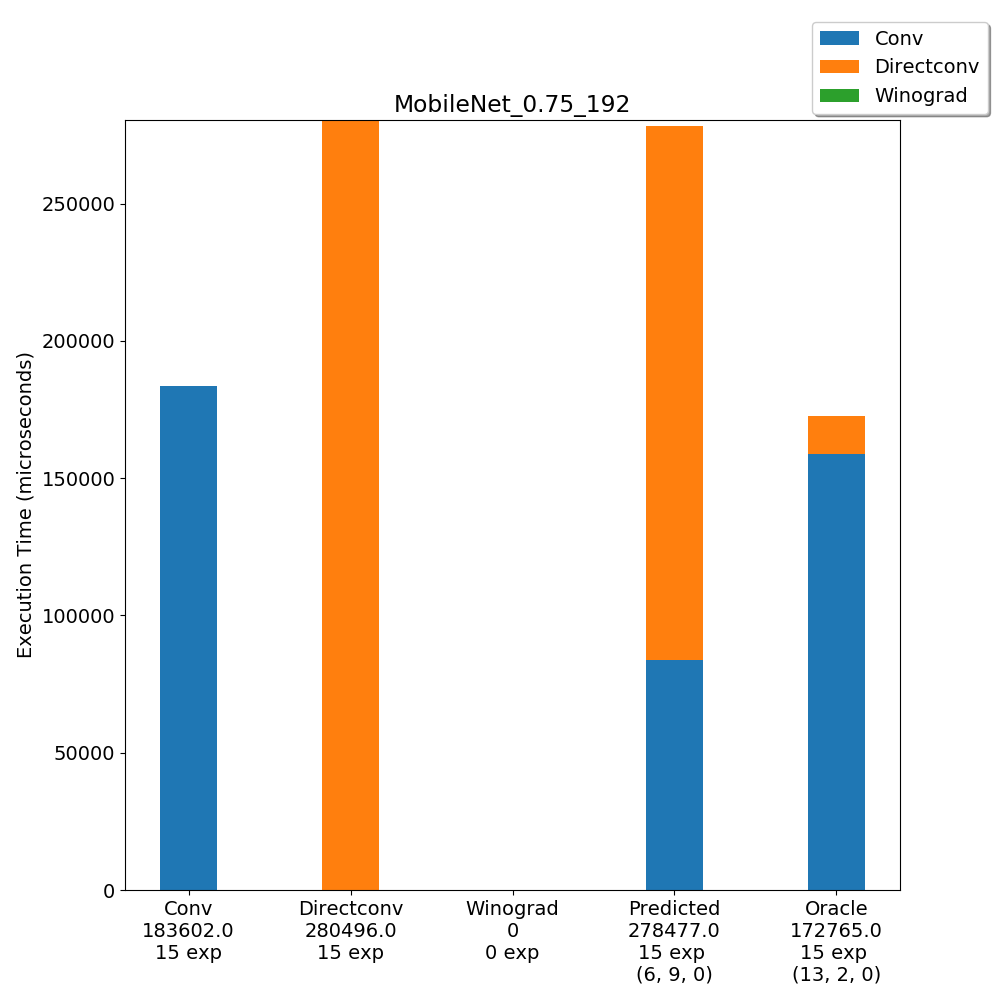 Conv
Directconv
Winograd
MobileNet_0.75_192
Execution Time (microseconds)
250000
200000
150000
100000
50000
0
Conv Directconv Winograd Predicted Oracle
183602.0 280496.0 0 278477.0 172765.0
15 exp 15 exp 0 exp 15 exp 15 exp
(6, 9, 0) (13, 2, 0)